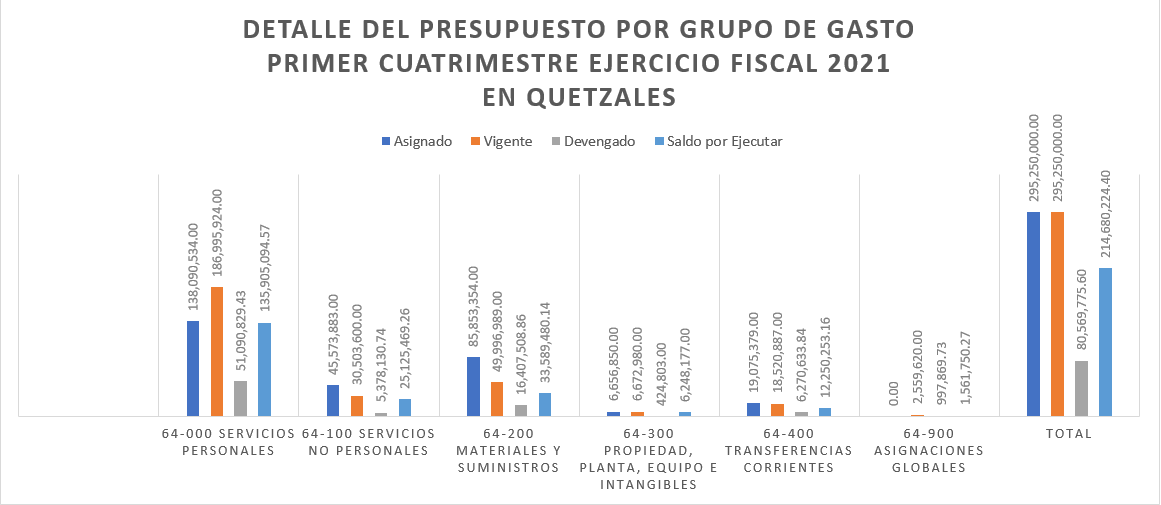 DETALLE DEL PRESUPUESTO POR GRUPO DE GASTO
PRIMER CUATRIMESTRE EJERCICIO FISCAL 2021
EN QUETZALES
Asignado Vigente Devengado Saldo por Ejecutar
138,090,534.00
186,995,924.00
51,090,829.43
135,905,094.57
45,573,883.00
30,503,600.00
5,378,130.74
25,125,469.26
85,853,354.00
49,996,989.00
16,407,508.86
33,589,480.14
6,656,850.00
6,672,980.00
424,803.00
6,248,177.00
19,075,379.00
18,520,887.00
6,270,633.84
12,250,253.16
0.00
2,559,620.00
997,869.73
1,561,750.27
295,250,000.00
295,250,000.00
80,569,775.60
214,680,224.40
64-000 SERVICIOS
PERSONALES
64-100 SERVICIOS
NO PERSONALES
64-200
MATERIALES Y
SUMINISTROS
64-300
PROPIEDAD,
PLANTA, EQUIPO E
INTANGIBLES
64-400
TRANSFERENCIAS
CORRIENTES
64-900
ASIGNACIONES
GLOBALES
TOTAL